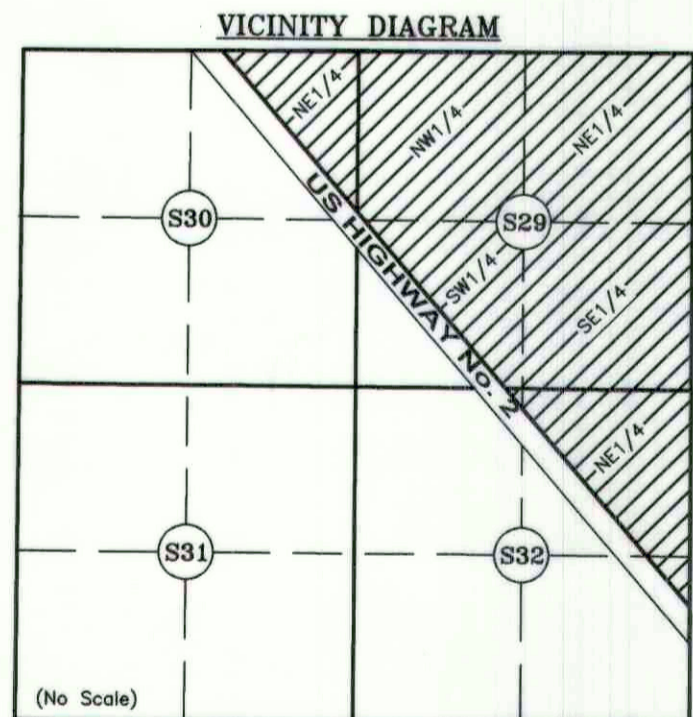 VICINITY DIAGRAM
NE1/4
NW1/4
NE1/4
S30
S29
US HIGHWAY No. 2
SW1/4
SE1/4
NE1/4
S31
S32
(No Scale)